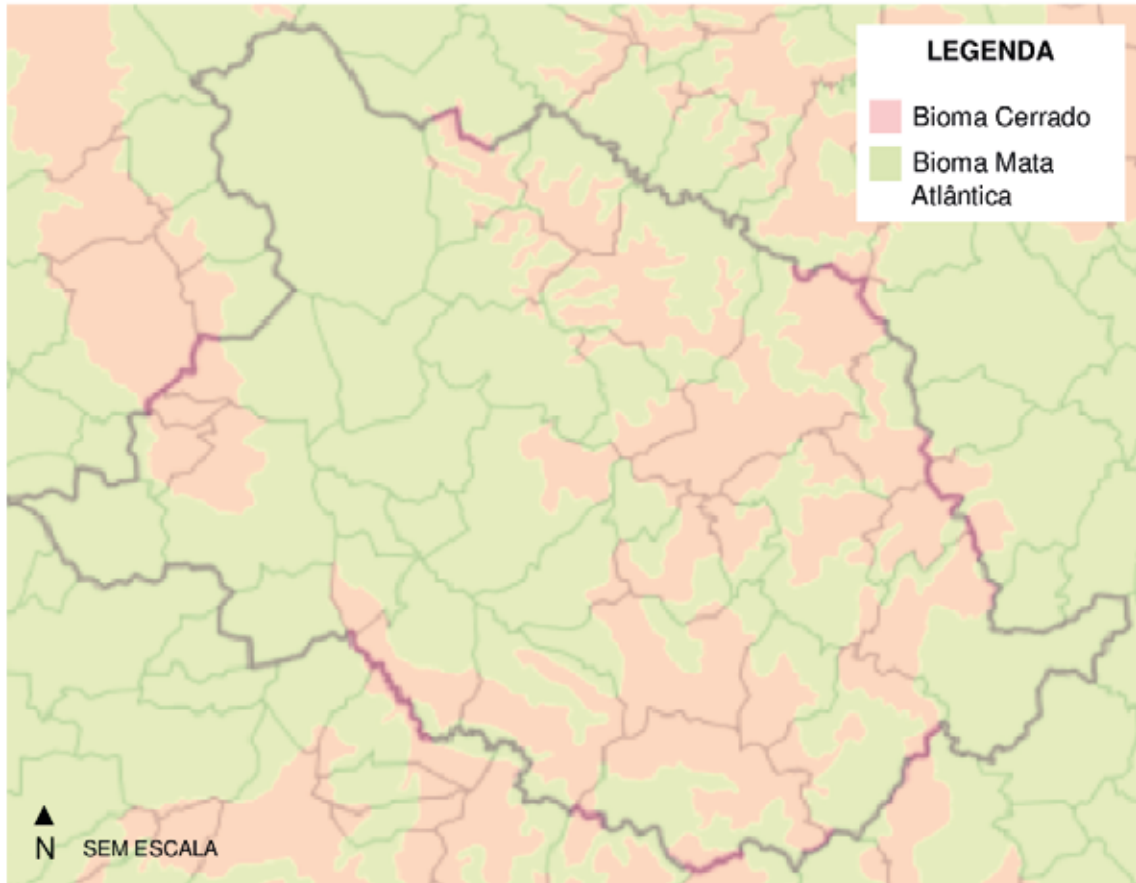 LEGENDA
Bioma Cerrado
Bioma Mata
Atlântica
N
SEM ESCALA